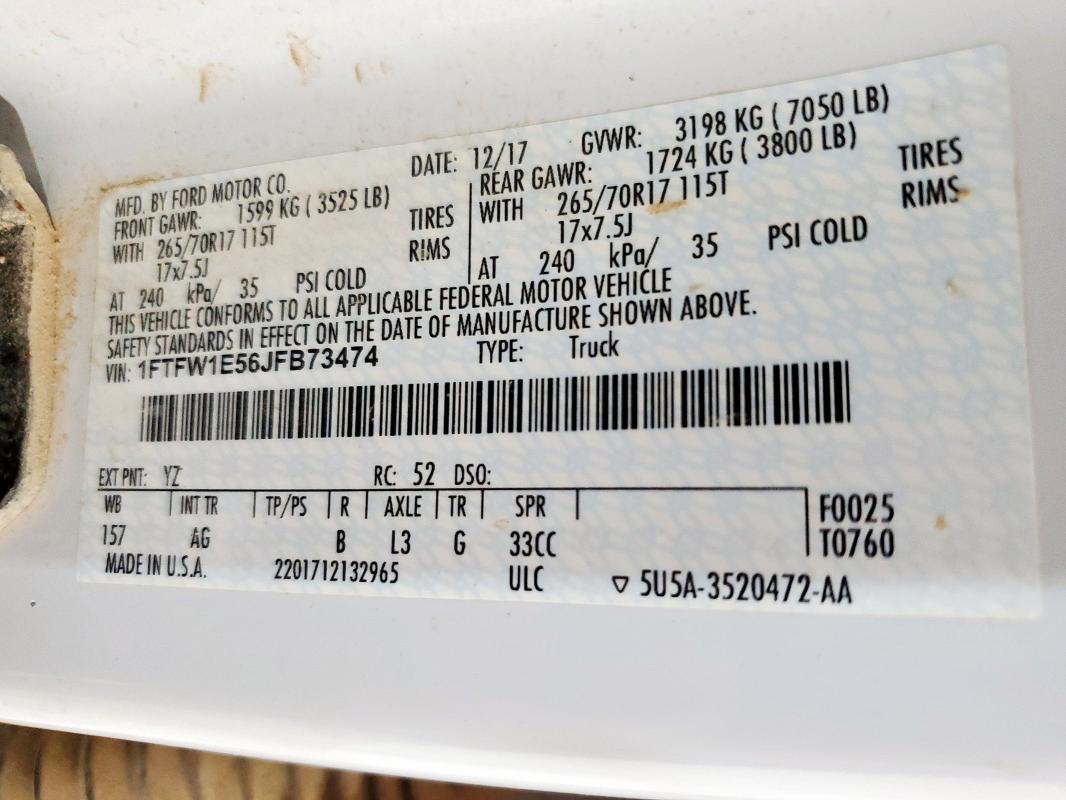 MFD. BY FORD MOTOR CO. DATE: 12/17 GVWR: 3198 KG ( 7050 LB)
FRONT GAWR: 1599 KG ( 3525 LB) REAR GAWR: 1724 KG ( 3800 LB)
WITH 265/70R17 115T TIRES WITH 265/70R17 115T TIRES
17x7.5J RIMS 17x7.5J RIMS
AT 240 kPa/ 35 PSI COLD AT 240 kPa/ 35 PSI COLD
THIS VEHICLE CONFORMS TO ALL APPLICABLE FEDERAL MOTOR VEHICLE
SAFETY STANDARDS IN EFFECT ON THE DATE OF MANUFACTURE SHOWN ABOVE.
VIN: 1FTFW1E56JFB73474 TYPE: Truck
EXT PNT: YZ RC: 52 DSO:
WB INT TR TP/PS R AXLE TR SPR F0025
157 AG B L3 G 33CC T0760
MADE IN U.S.A. 2201712132965 ULC ▽ 5U5A-3520472-AA